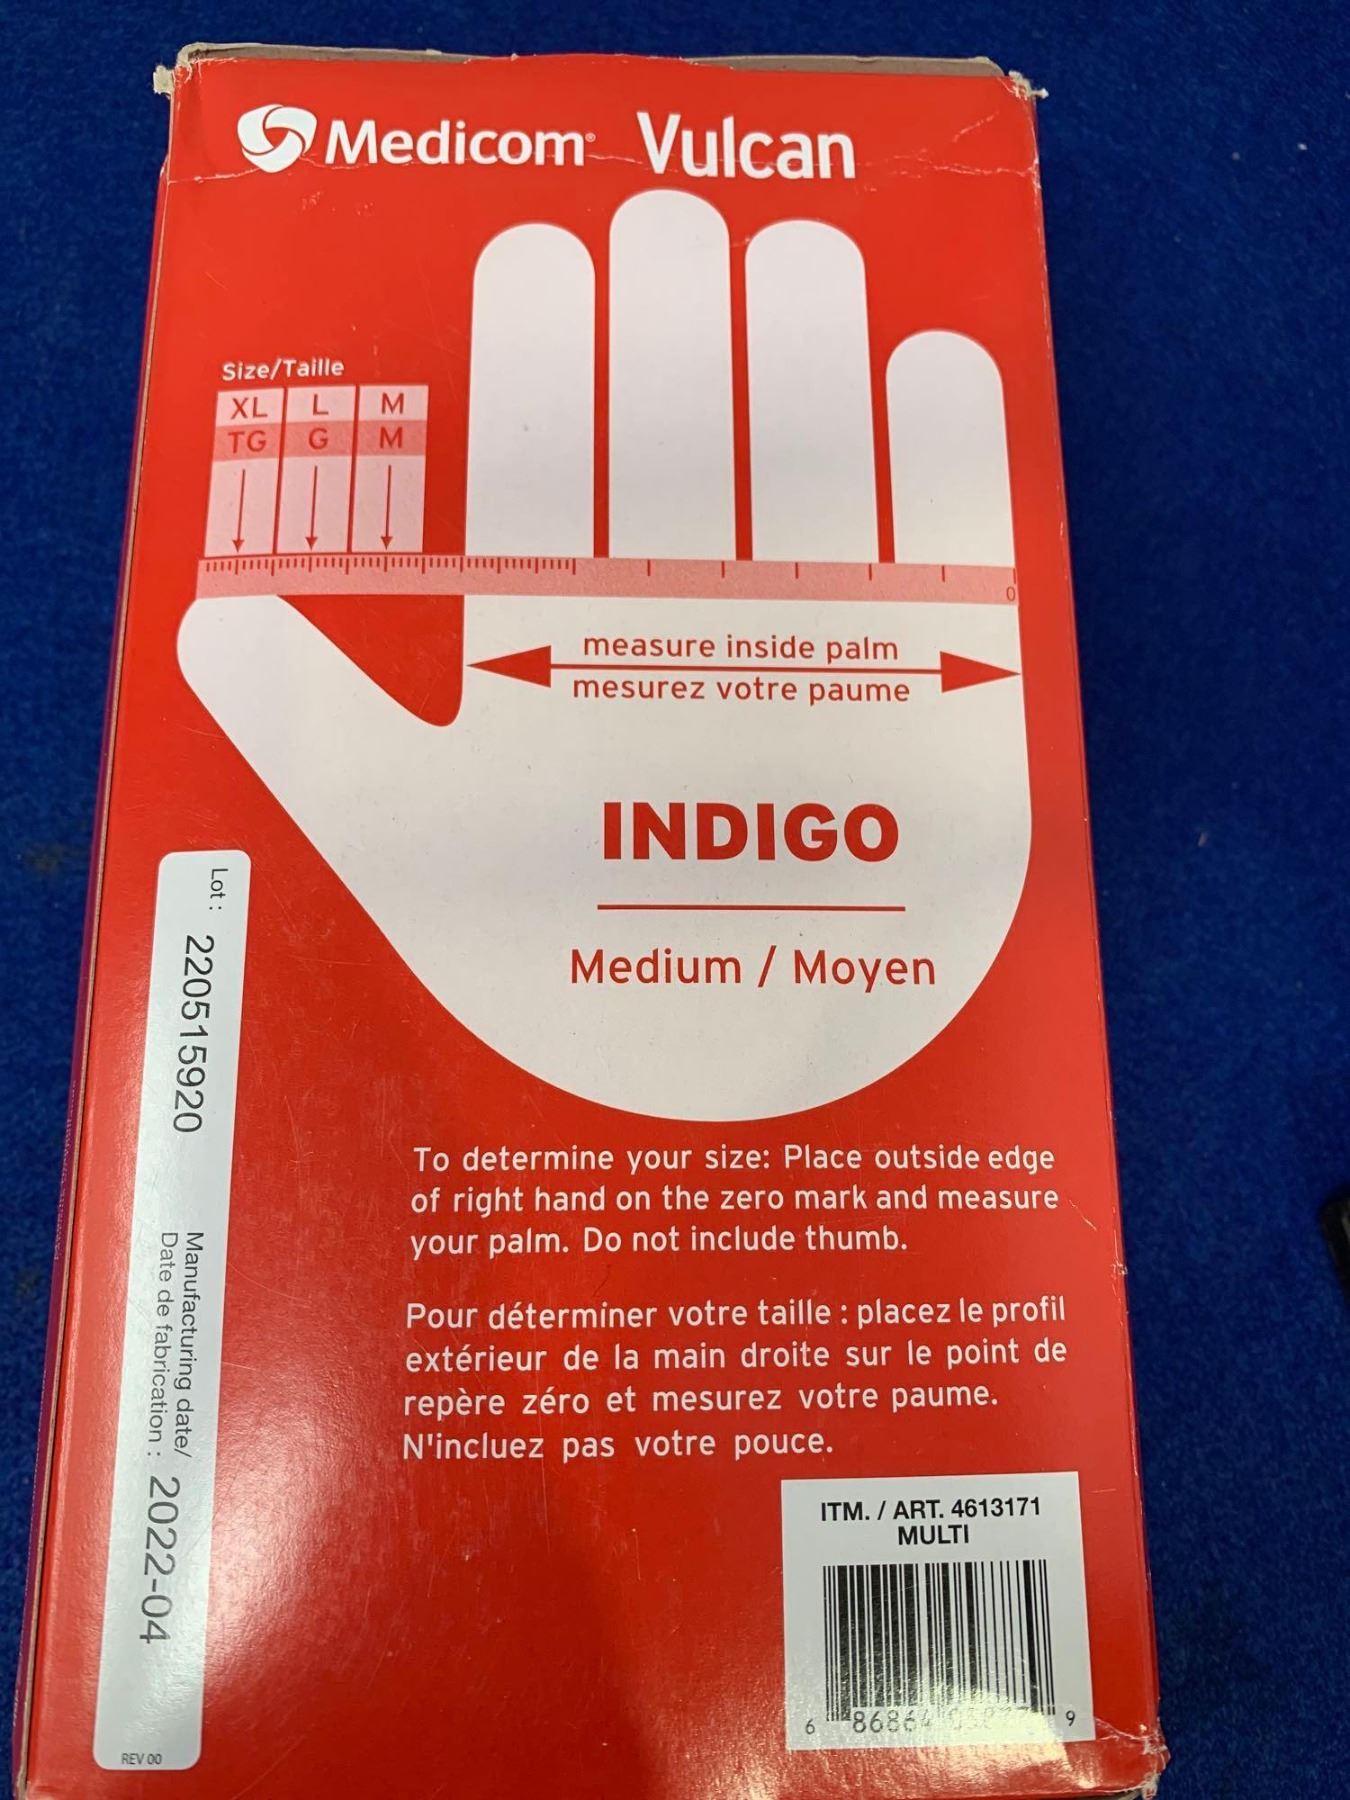 Medicom® Vulcan
Size/Taille
XL L M
TG G M
0
measure inside palm
mesurez votre paume
INDIGO
Medium / Moyen
Lot : 220515920
Manufacturing date/
Date de fabrication : 2022-04
REV 00
To determine your size: Place outside edge
of right hand on the zero mark and measure
your palm. Do not include thumb.
Pour déterminer votre taille : placez le profil
extérieur de la main droite sur le point de
repère zéro et mesurez votre paume.
N'incluez pas votre pouce.
ITM. / ART. 4613171
MULTI
6 9